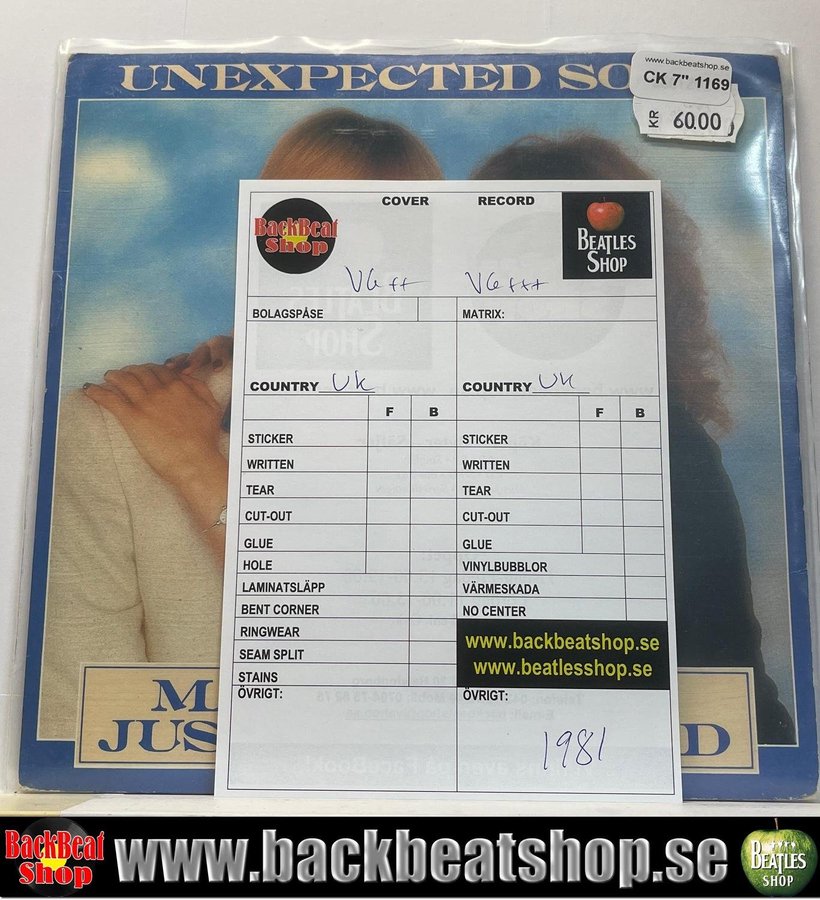 UNEXPECTED SO
www.backbeatshop.se
CK 7" 1169
KR 60.00
BackBeat
Shop
COVER
RECORD
BEATLES
SHOP
VG++
VG+++
BOLAGSPÅSE
MATRIX:
COUNTRY UK
COUNTRY UK
F B
F B
STICKER
STICKER
WRITTEN
WRITTEN
TEAR
TEAR
CUT-OUT
CUT-OUT
GLUE
GLUE
HOLE
VINYLBUBBLOR
LAMINATSLÄPP
VÄRMESKADA
BENT CORNER
NO CENTER
RINGWEAR
www.backbeatshop.se
SEAM SPLIT
www.beatlesshop.se
STAINS
ÖVRIGT:
ÖVRIGT:
1981
MA
JUS D
BackBeat
Shop
www.backbeatshop.se
BEATLES
SHOP